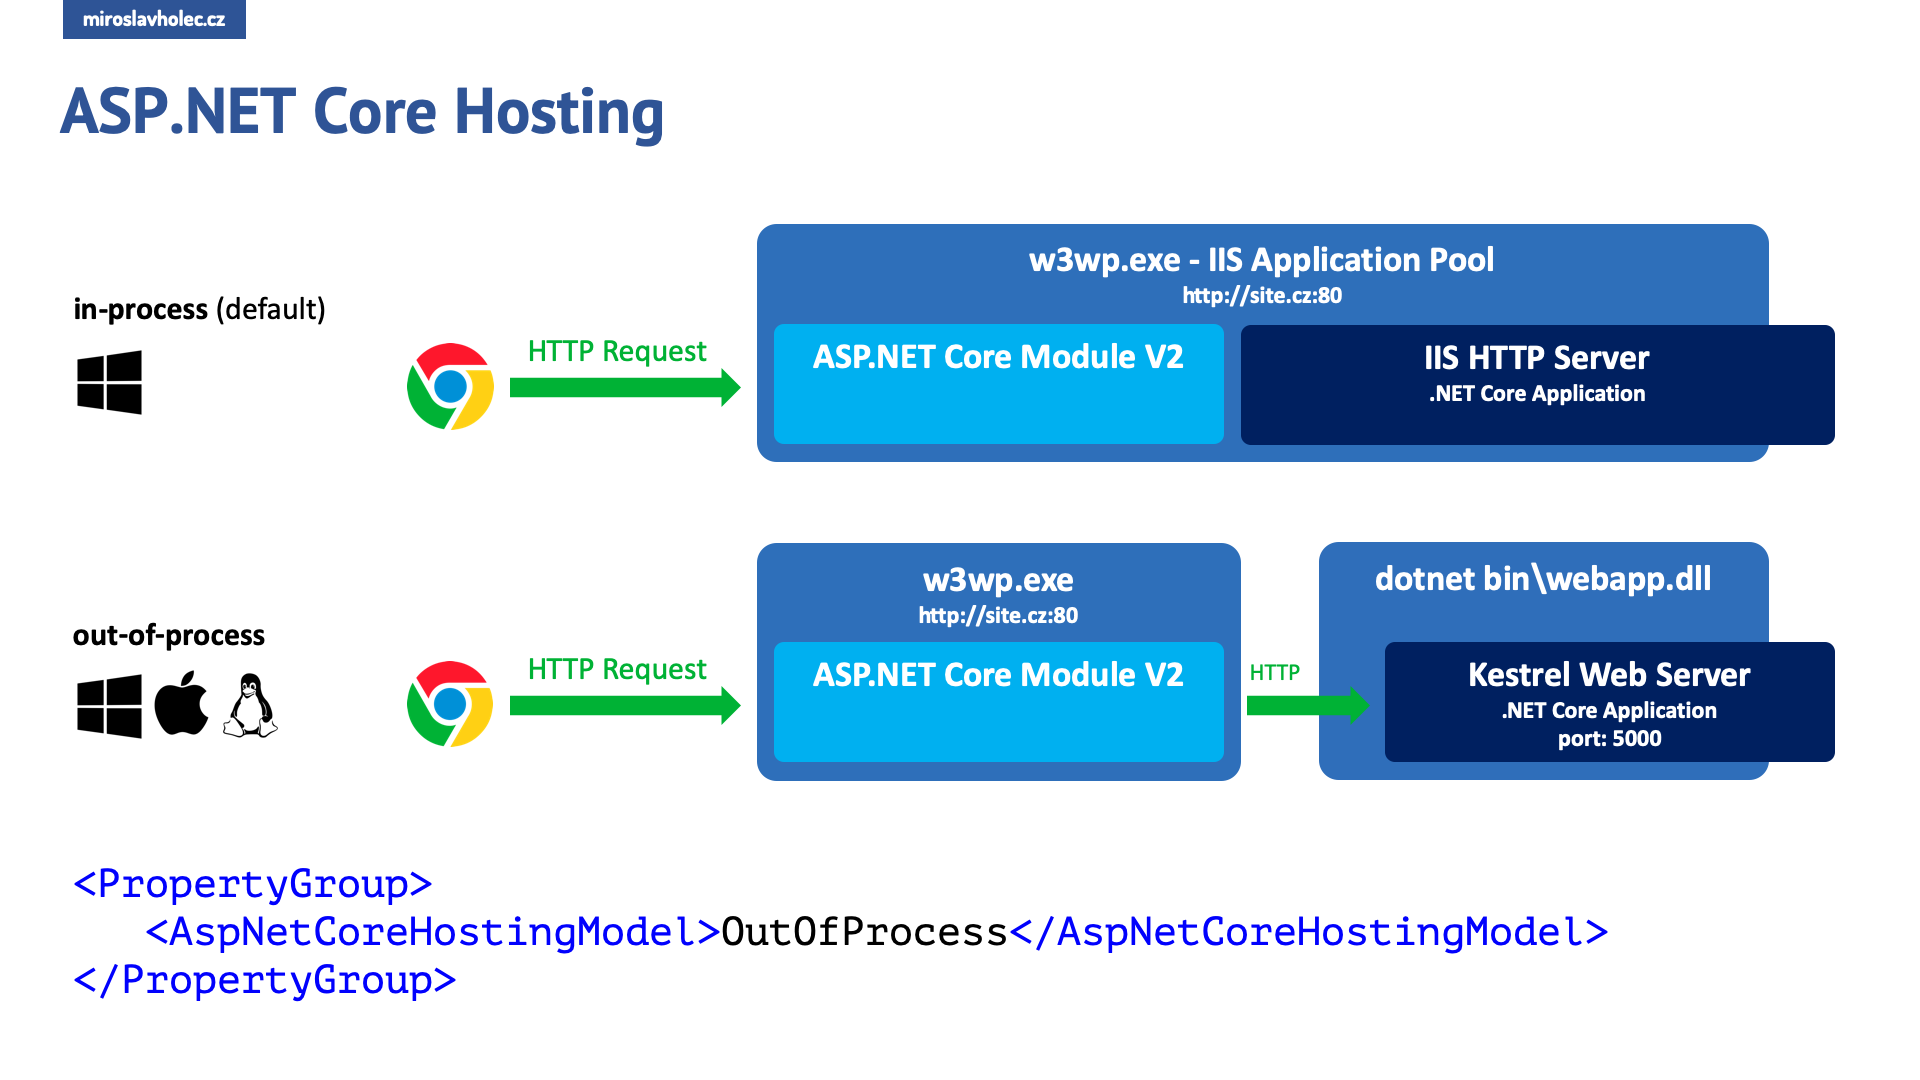 miroslavholec.cz
ASP.NET Core Hosting
in-process (default)
HTTP Request
w3wp.exe - IIS Application Pool
http://site.cz:80
ASP.NET Core Module V2
IIS HTTP Server
.NET Core Application
out-of-process
HTTP Request
w3wp.exe
http://site.cz:80
ASP.NET Core Module V2
HTTP
dotnet bin\webapp.dll
Kestrel Web Server
.NET Core Application
port: 5000
<PropertyGroup>
   <AspNetCoreHostingModel>OutOfProcess</AspNetCoreHostingModel>
</PropertyGroup>